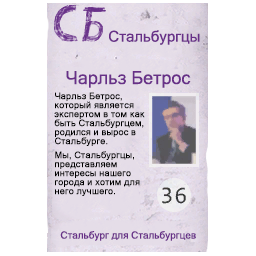 СБ Стальбургцы
Чарльз Бетрос
Чарльз Бетрос,
который является
экспертом в том как
быть Стальбургцем,
родился и вырос в
Стальбурге.
Мы, Стальбургцы,
представляем
интересы нашего
города и хотим для
него лучшего.
36
Стальбург для Стальбургцев